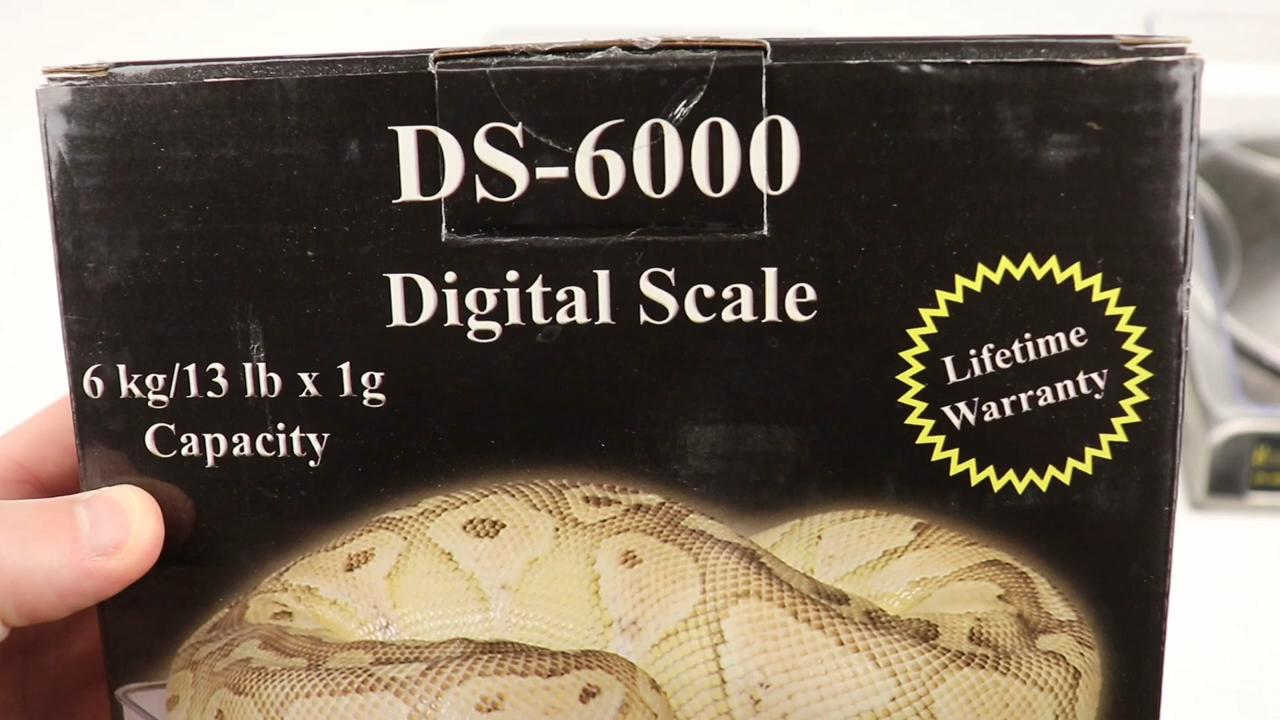 DS-6000
Digital Scale
6 kg/13 lb x 1g
Capacity
Lifetime
Warranty